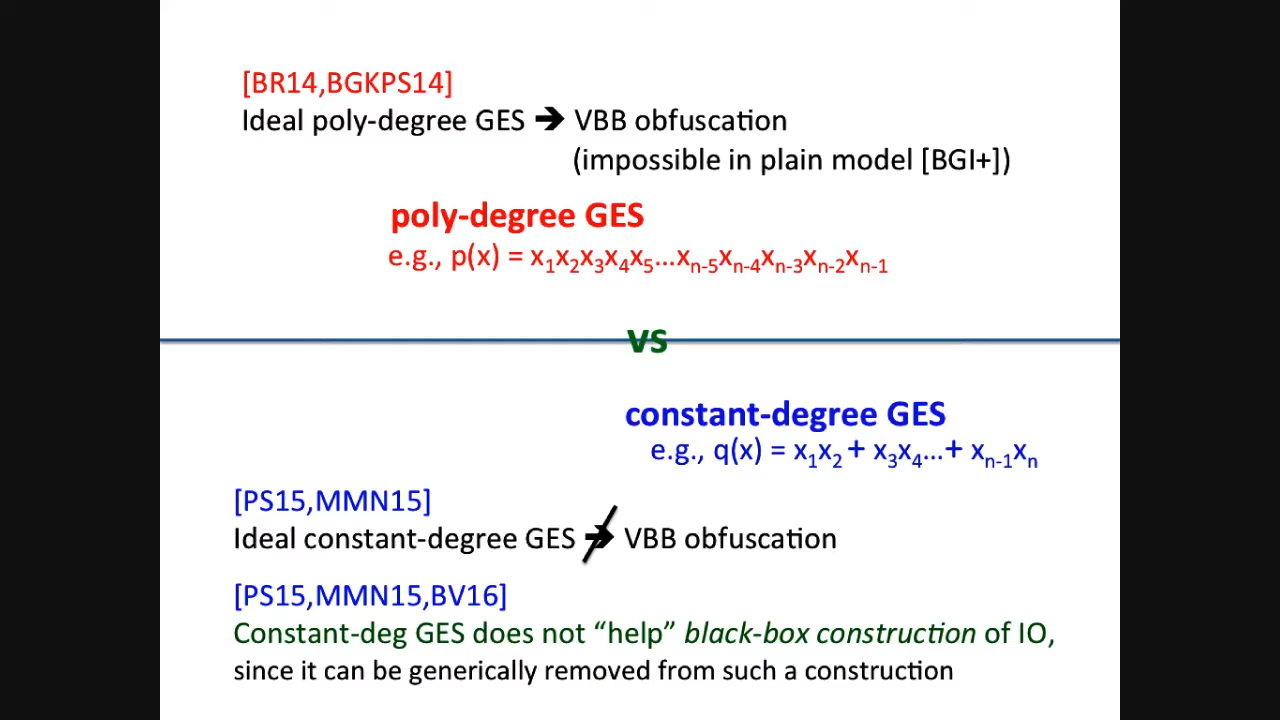 [BR14,BGKPS14]
Ideal poly-degree GES ➔ VBB obfuscation
(impossible in plain model [BGI+])
poly-degree GES
e.g., p(x) = x₁x₂x₃x₄x₅…xₙ₋₅xₙ₋₄xₙ₋₃xₙ₋₂xₙ₋₁
vs
constant-degree GES
e.g., q(x) = x₁x₂ + x₃x₄…+ xₙ₋₁xₙ
[PS15,MMN15]
Ideal constant-degree GES ➔ VBB obfuscation
[PS15,MMN15,BV16]
Constant-deg GES does not “help” black-box construction of IO,
since it can be generically removed from such a construction